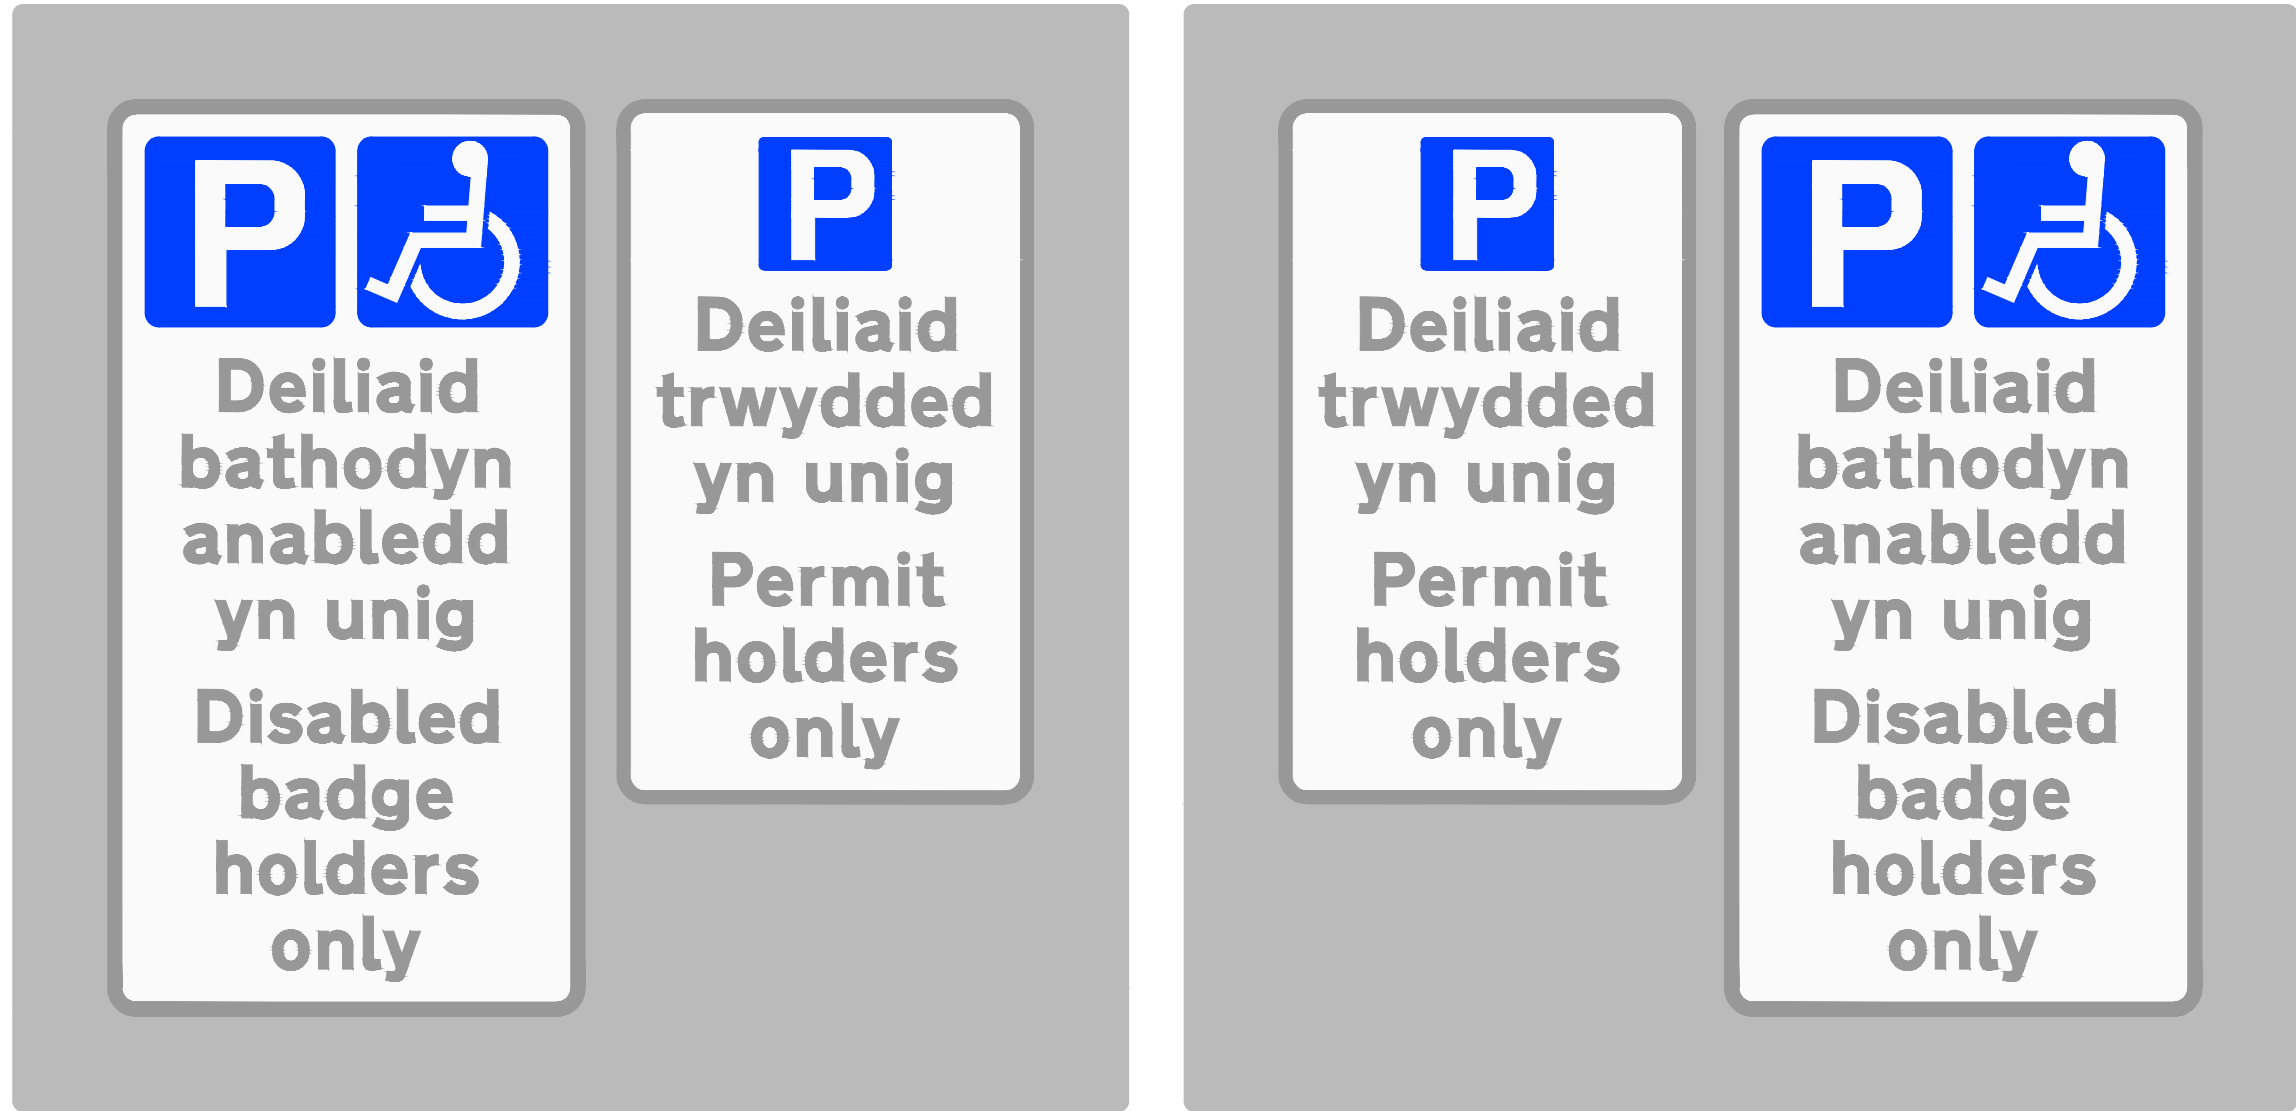 P
Deiliaid
bathodyn
anabledd
yn unig
Disabled
badge
holders
only
P
Deiliaid
trwydded
yn unig
Permit
holders
only
P
Deiliaid
trwydded
yn unig
Permit
holders
only
P
Deiliaid
bathodyn
anabledd
yn unig
Disabled
badge
holders
only